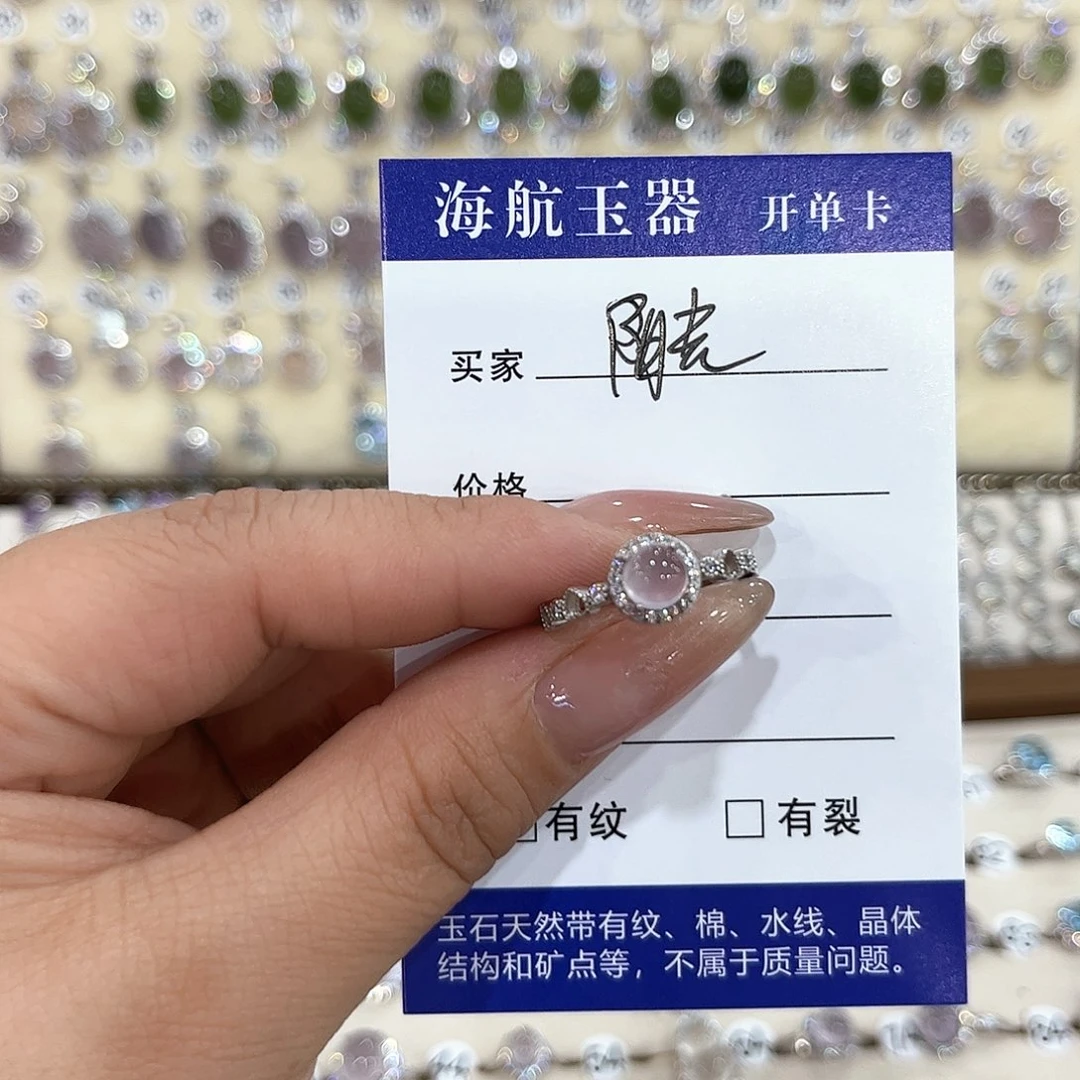 海航玉器 开单卡
买家 阳光
价格
有纹 有裂
玉石天然带有纹、棉、水线、晶体
结构和矿点等，不属于质量问题。